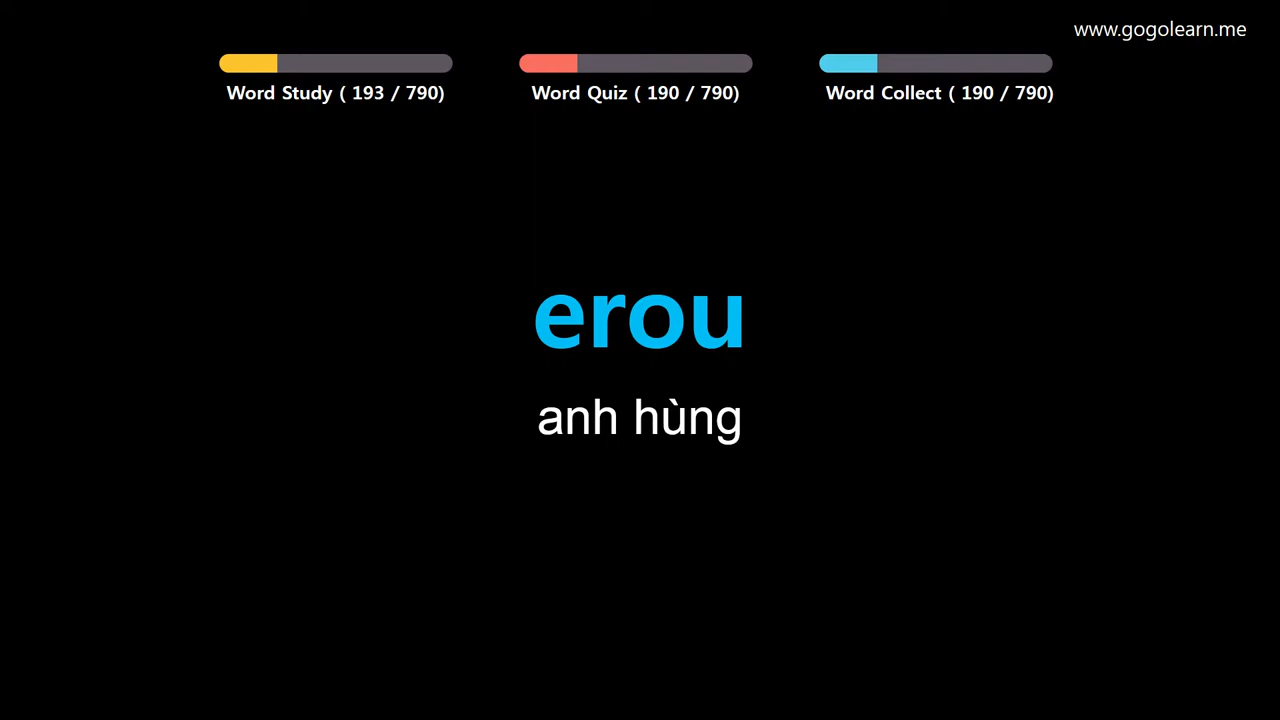 www.gogolearn.me
Word Study ( 193 / 790)
Word Quiz ( 190 / 790)
Word Collect ( 190 / 790)
erou
anh hùng